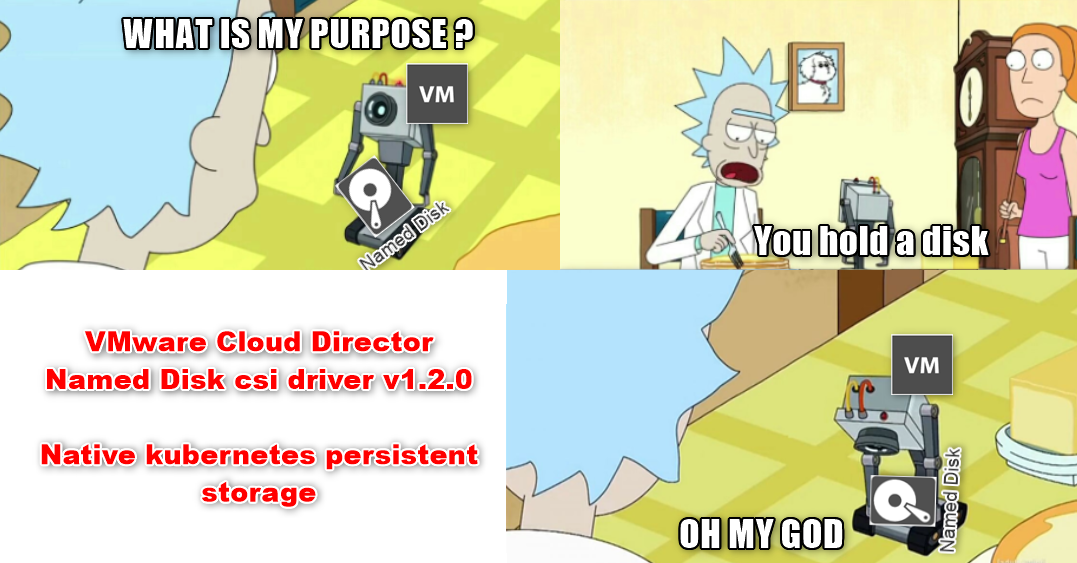 WHAT IS MY PURPOSE ?
VM
Named Disk
You hold a disk
VMware Cloud Director
Named Disk csi driver v1.2.0
Native kubernetes persistent
storage
VM
Named Disk
OH MY GOD